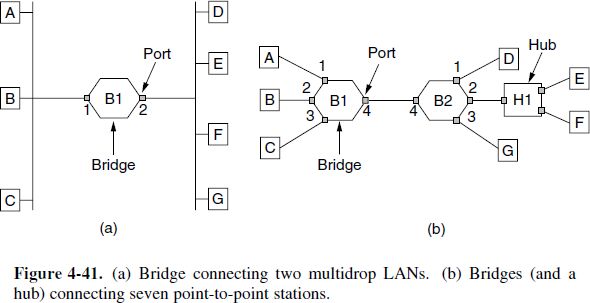 A
D
Port
E
B
1
B1
2
F
Bridge
C
G
(a)
Hub
A
1
Port
1
D
2
2
E
B
B1
4
4
B2
H1
3
3
F
C
G
Bridge
(b)
Figure 4-41. (a) Bridge connecting two multidrop LANs. (b) Bridges (and a
hub) connecting seven point-to-point stations.